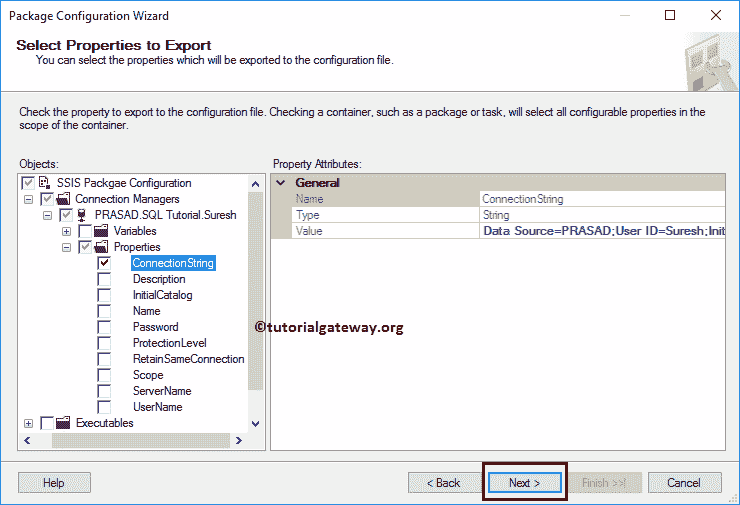 Package Configuration Wizard
Select Properties to Export
You can select the properties which will be exported to the configuration file.
Check the property to export to the configuration file. Checking a container, such as a package or task, will select all configurable properties in the
scope of the container.
Objects:
SSIS Packgae Configuration
Connection Managers
PRASAD.SQL Tutorial.Suresh
Variables
Properties
ConnectionString
Description
InitialCatalog
Name
Password
ProtectionLevel
RetainSameConnection
Scope
ServerName
UserName
Executables
Property Attributes:
General
Name ConnectionString
Type String
Value Data Source=PRASAD;User ID=Suresh;Init
©tutorialgateway.org
Help
< Back
Next >
Finish >>|
Cancel